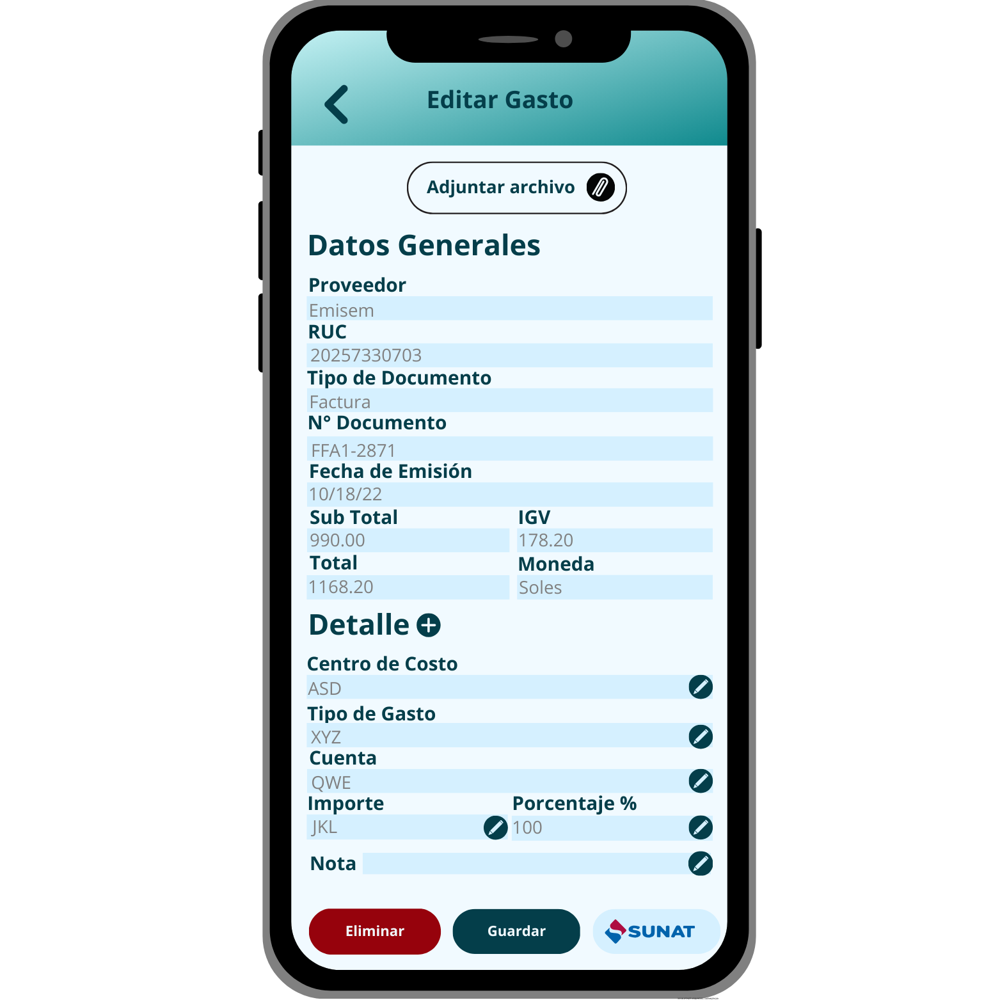 Editar Gasto
Adjuntar archivo
Datos Generales
Proveedor
Emisem
RUC
20257330703
Tipo de Documento
Factura
N° Documento
FFA1-2871
Fecha de Emisión
10/18/22
Sub Total IGV
990.00 178.20
Total Moneda
1168.20 Soles
Detalle
Centro de Costo
ASD
Tipo de Gasto
XYZ
Cuenta
QWE
Importe Porcentaje %
JKL 100
Nota
Eliminar Guardar SUNAT